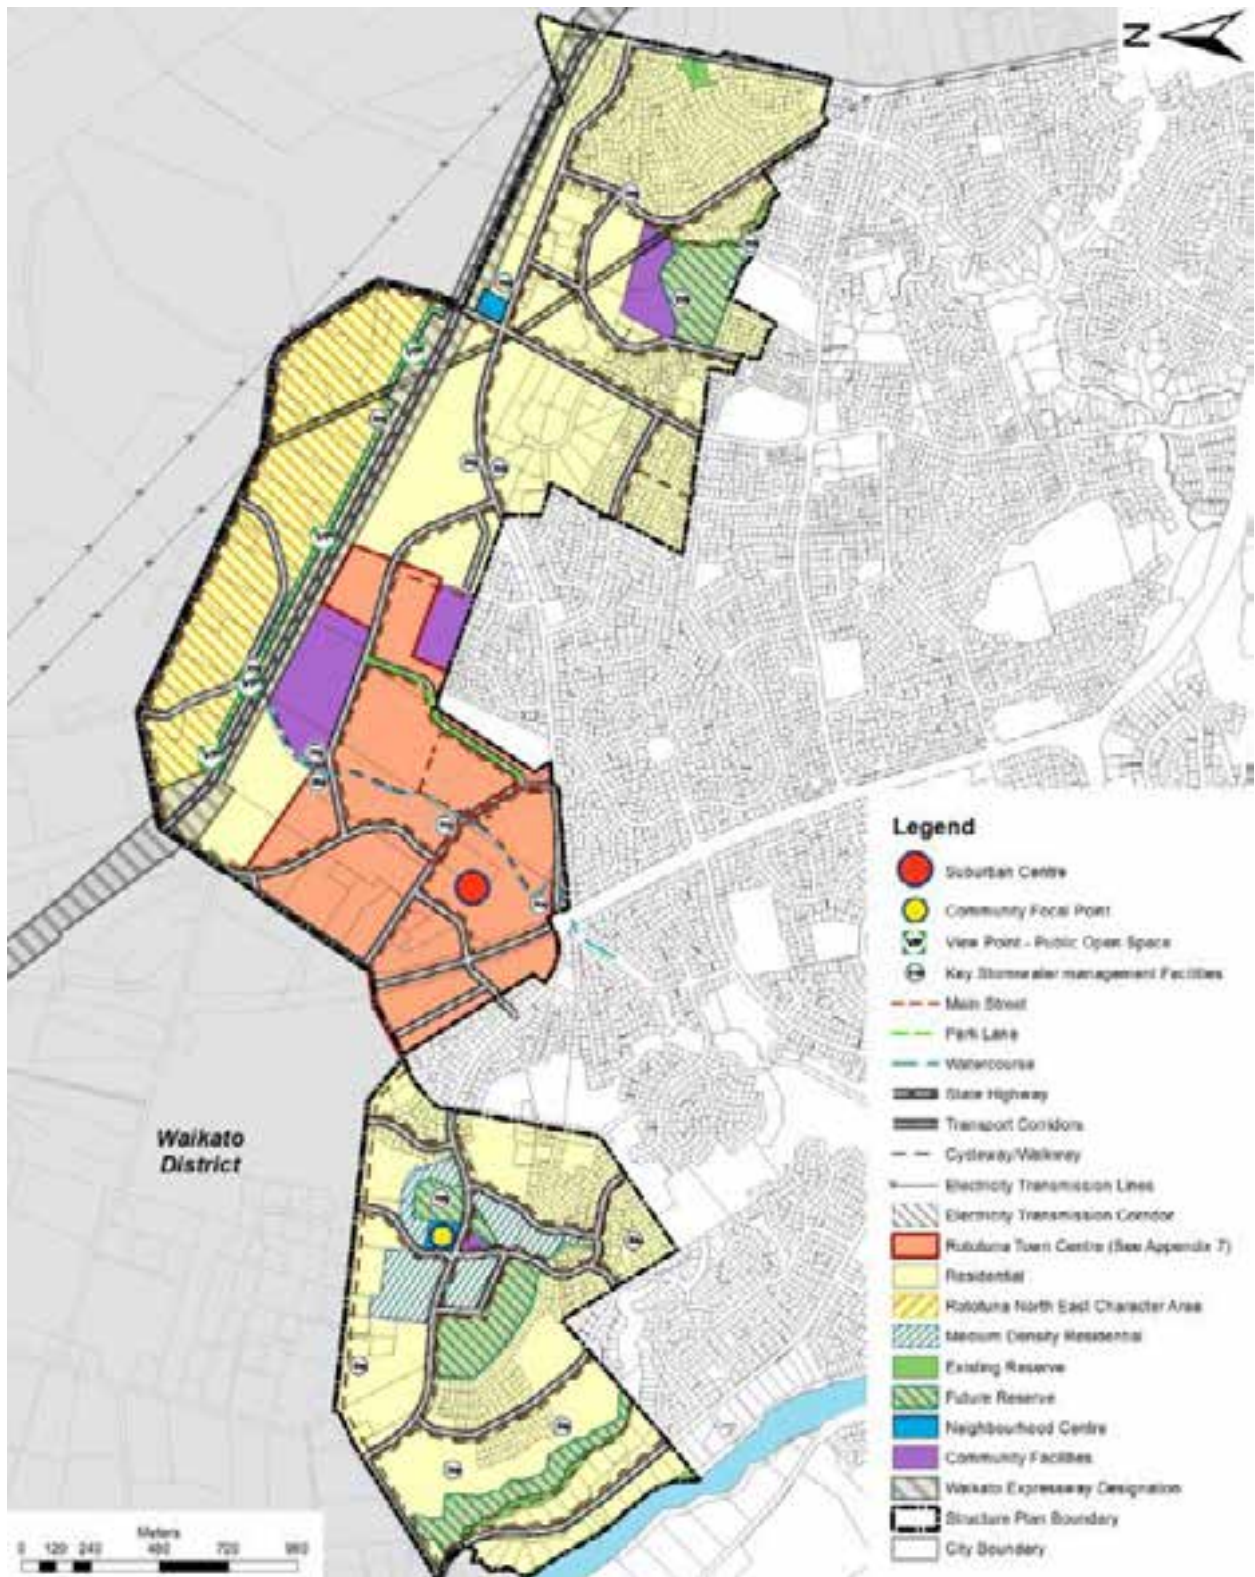 N
Waikato
District
Legend
Suburban Centre
Community Focal Point
View Point - Public Open Space
Key Stormwater management Facilities
Main Street
Park Lane
Watercourse
State Highway
Transport Corridors
Cycleway/Walkway
Electricity Transmission Lines
Electricity Transmission Corridor
Rototuna Town Centre (See Appendix 7)
Residential
Rototuna North East Character Area
Medium Density Residential
Existing Reserve
Future Reserve
Neighbourhood Centre
Community Facilities
Waikato Expressway Designation
Structure Plan Boundary
City Boundary
Meters
0 120 240 480 720 960